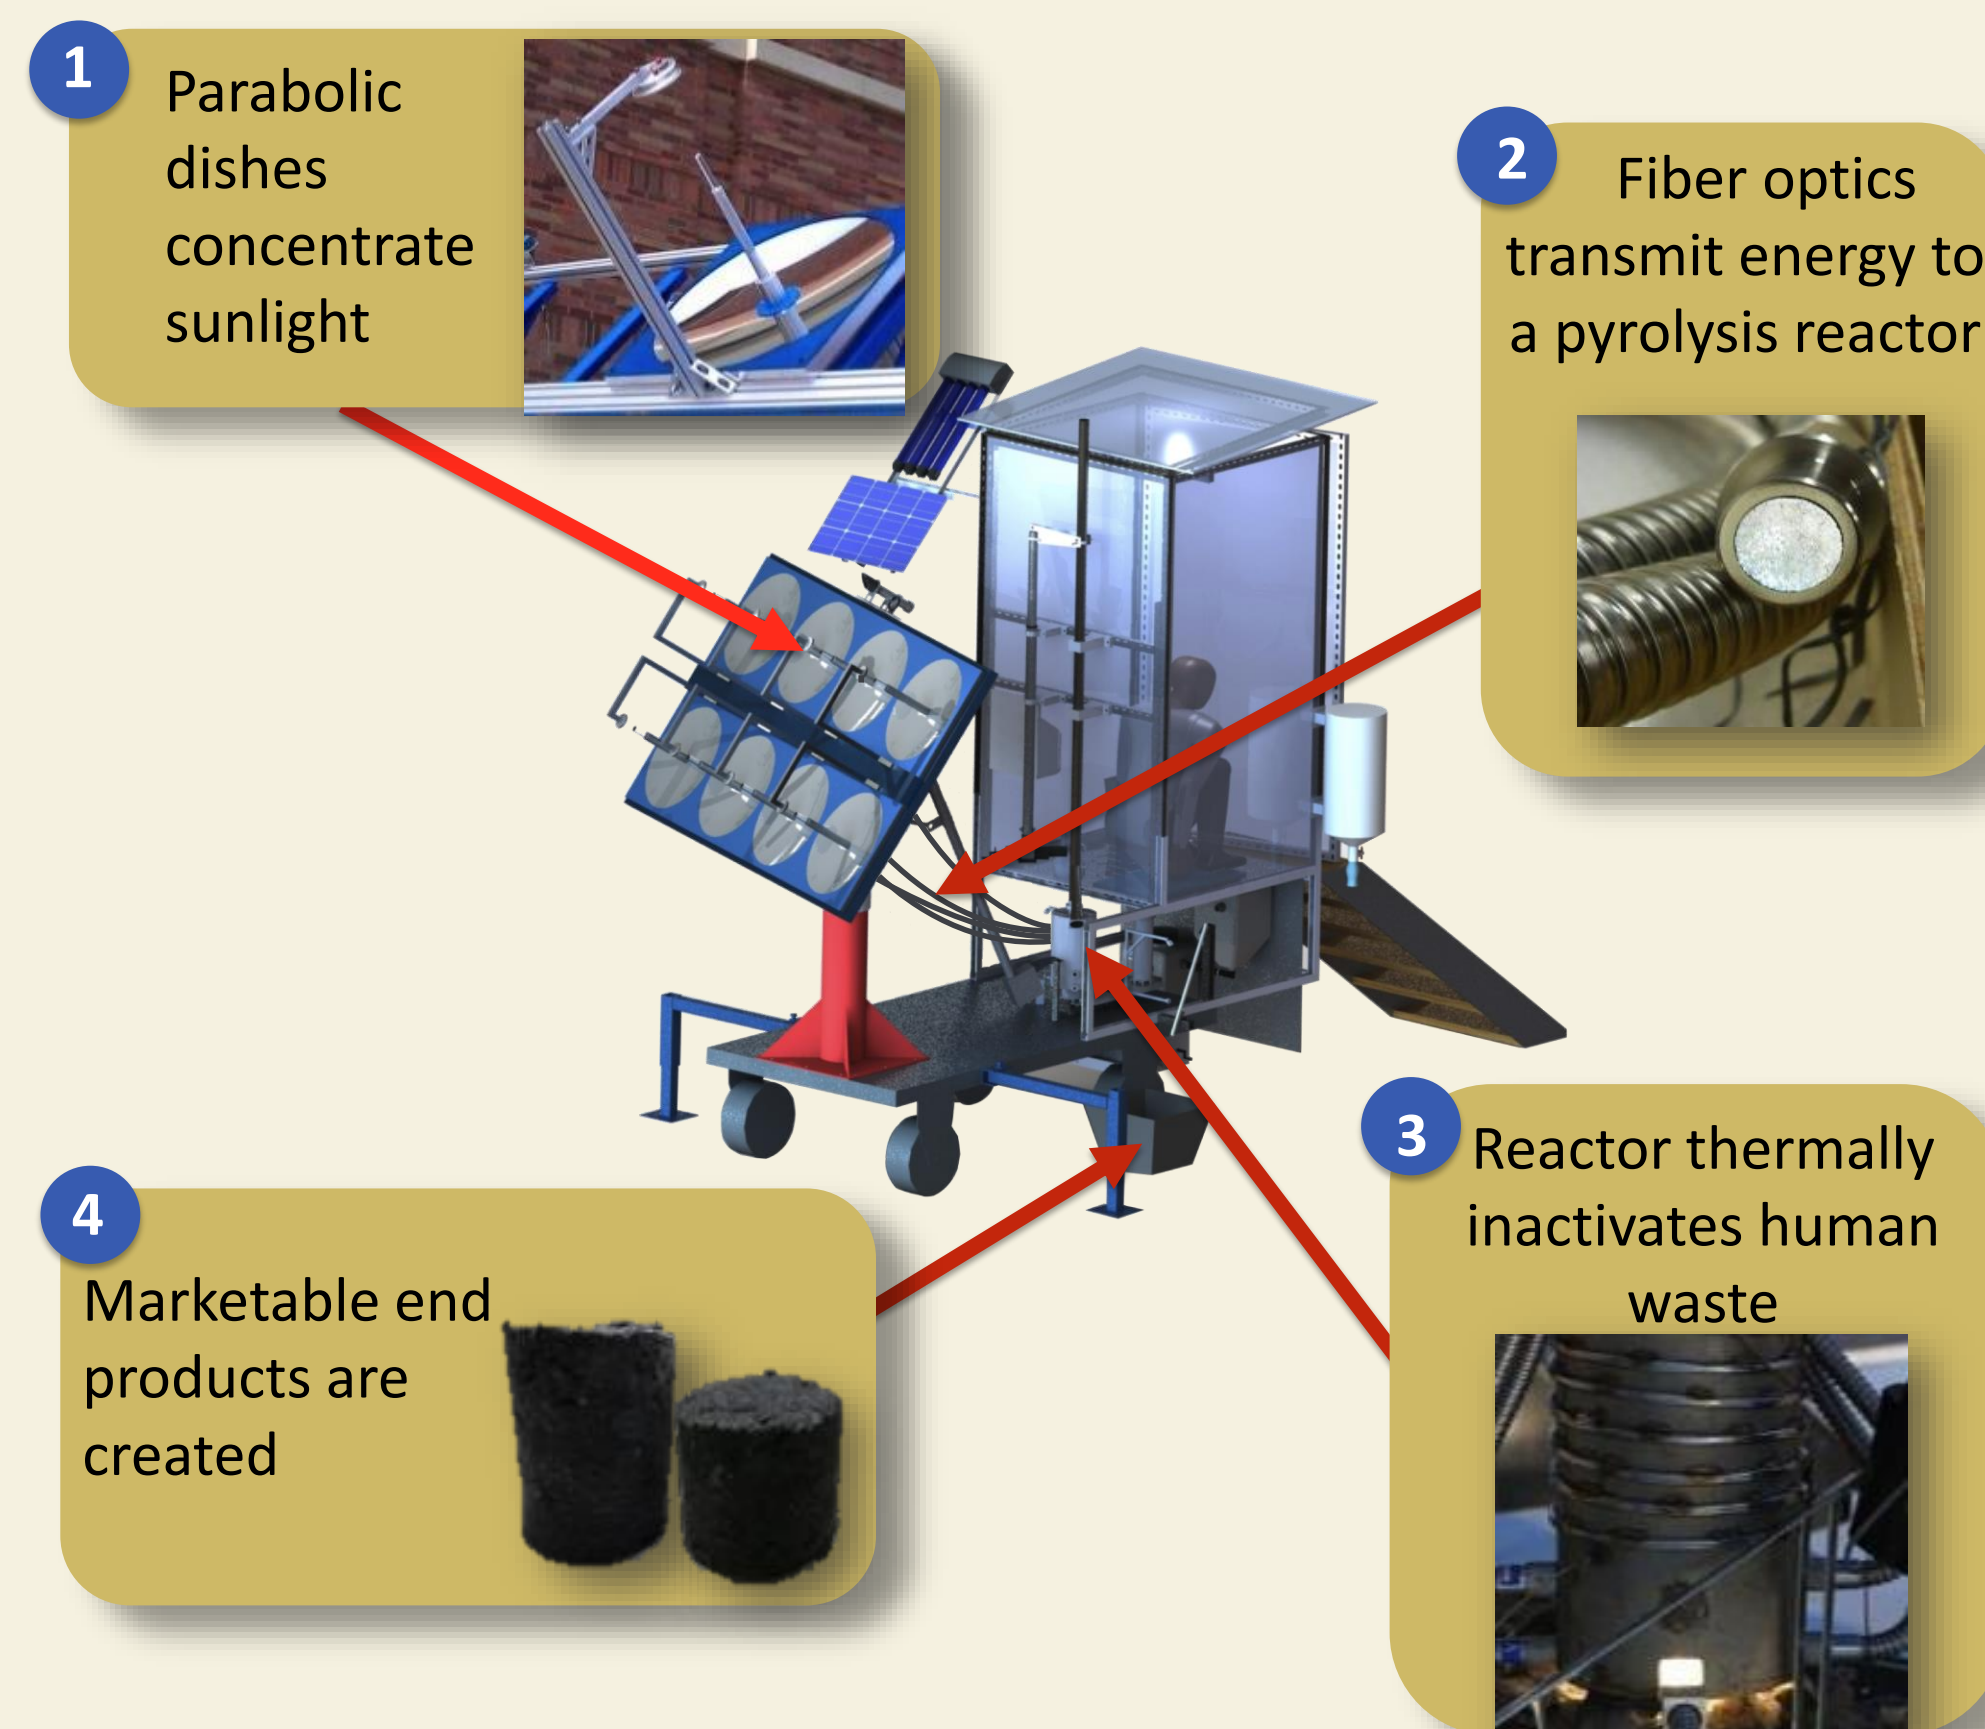 1
Parabolic
dishes
concentrate
sunlight
2
Fiber optics
transmit energy to
a pyrolysis reactor
3
Reactor thermally
inactivates human
waste
4
Marketable end
products are
created